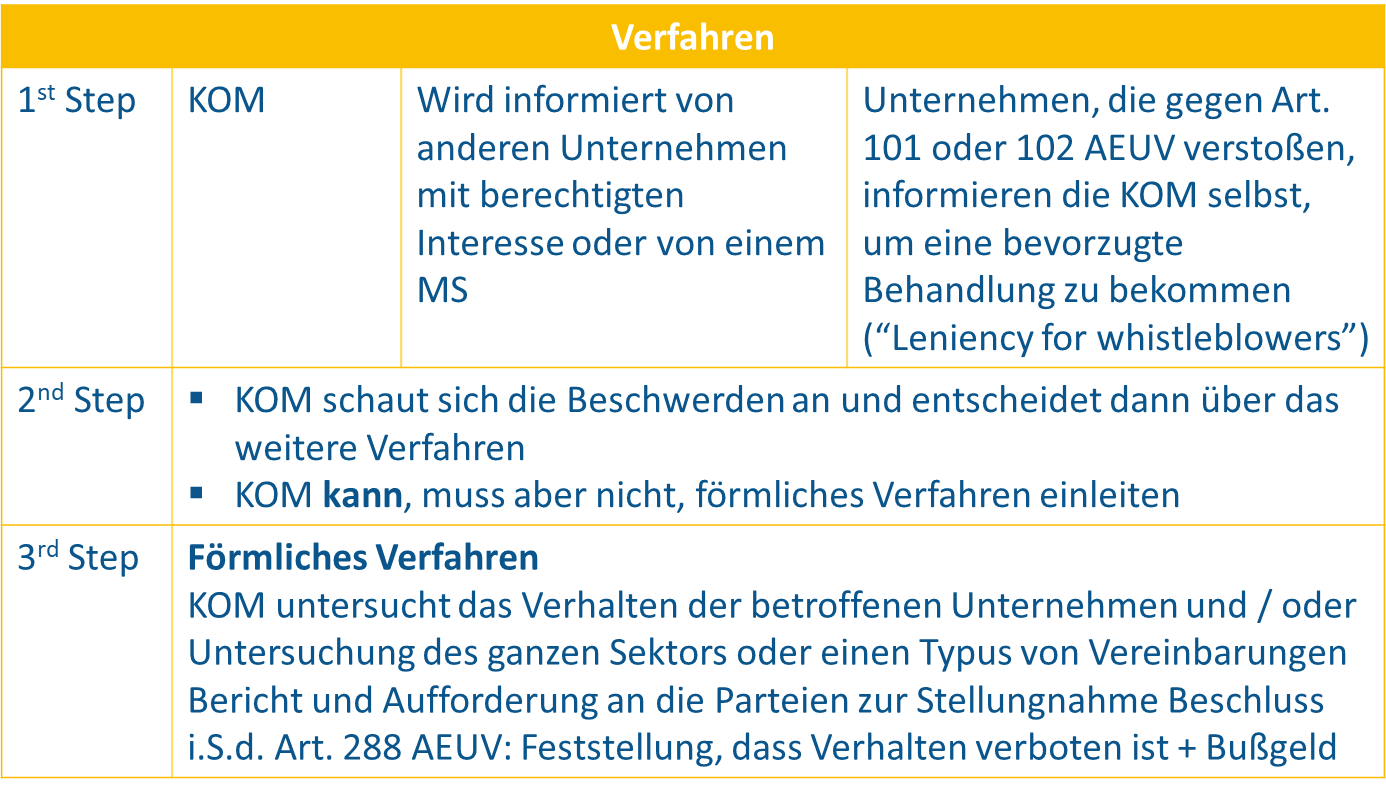 Verfahren
1st Step
KOM
Wird informiert von
anderen Unternehmen
mit berechtigten
Interesse oder von einem
MS
Unternehmen, die gegen Art.
101 oder 102 AEUV verstoßen,
informieren die KOM selbst,
um eine bevorzugte
Behandlung zu bekommen
(“Leniency for whistleblowers”)
2nd Step
▪ KOM schaut sich die Beschwerden an und entscheidet dann über das
weitere Verfahren
▪ KOM kann, muss aber nicht, förmliches Verfahren einleiten
3rd Step
Förmliches Verfahren
KOM untersucht das Verhalten der betroffenen Unternehmen und / oder
Untersuchung des ganzen Sektors oder einen Typus von Vereinbarungen
Bericht und Aufforderung an die Parteien zur Stellungnahme Beschluss
i.S.d. Art. 288 AEUV: Feststellung, dass Verhalten verboten ist + Bußgeld